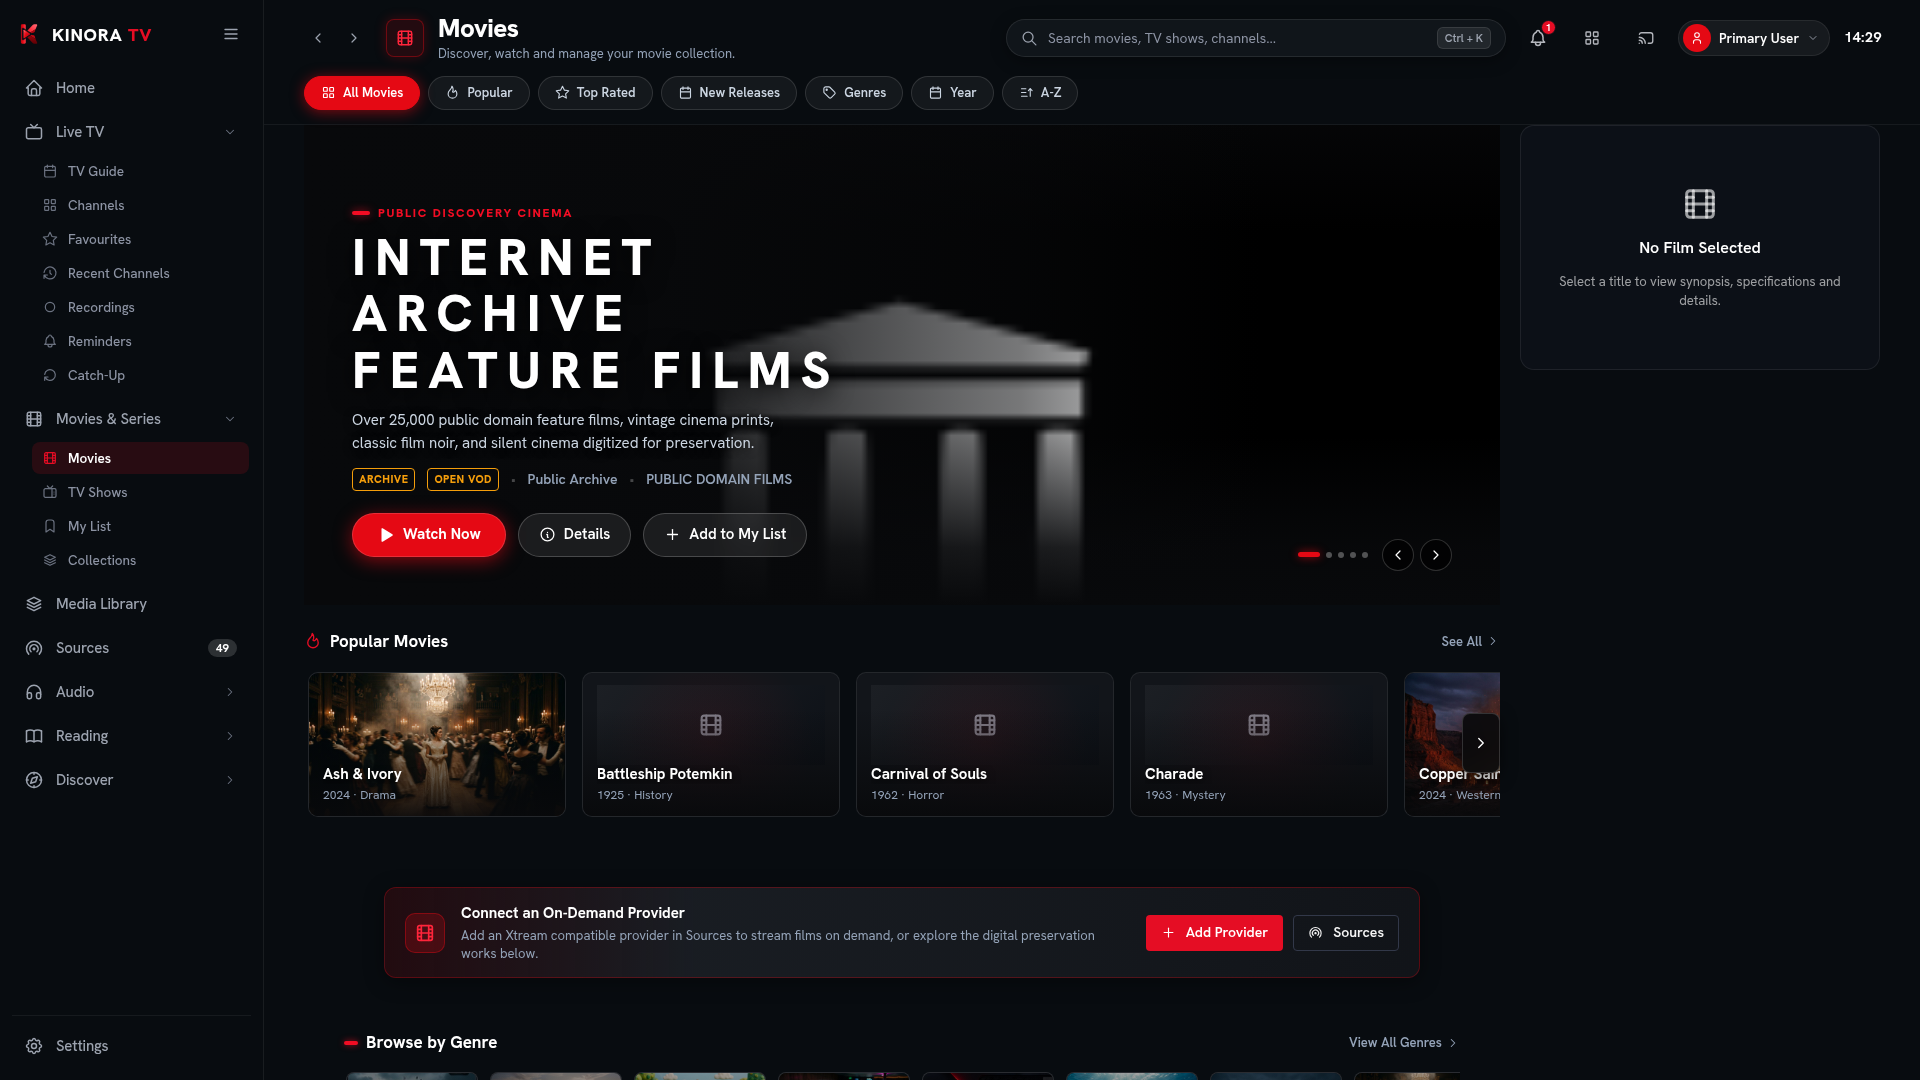 KINORA TV
Home
Live TV
TV Guide
Channels
Favourites
Recent Channels
Recordings
Reminders
Catch-Up
Movies & Series
Movies
TV Shows
My List
Collections
Media Library
Sources 49
Audio
Reading
Discover
Settings
Movies
Discover, watch and manage your movie collection.
Search movies, TV shows, channels... Ctrl + K
1
Primary User
14:29
All Movies Popular Top Rated New Releases Genres Year A-Z
PUBLIC DISCOVERY CINEMA
INTERNET
ARCHIVE
FEATURE FILMS
Over 25,000 public domain feature films, vintage cinema prints,
classic film noir, and silent cinema digitized for preservation.
ARCHIVE OPEN VOD • Public Archive • PUBLIC DOMAIN FILMS
Watch Now Details Add to My List
No Film Selected
Select a title to view synopsis, specifications and
details.
Popular Movies See All
Ash & Ivory
2024 · Drama
Battleship Potemkin
1925 · History
Carnival of Souls
1962 · Horror
Charade
1963 · Mystery
Copper
2024 · Western
Connect an On-Demand Provider
Add an Xtream compatible provider in Sources to stream films on demand, or explore the digital preservation
works below.
Add Provider Sources
Browse by Genre View All Genres